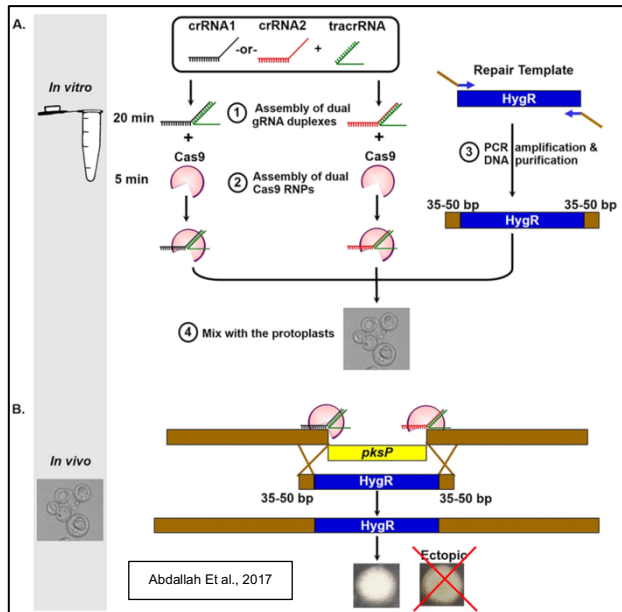 A.
crRNA1 crRNA2 tracrRNA
-or- +
In vitro
20 min
① Assembly of dual
gRNA duplexes
+ +
Cas9 Cas9
5 min
② Assembly of dual
Cas9 RNPs
Repair Template
HygR
③ PCR amplification &
DNA purification
35-50 bp 35-50 bp
HygR
④ Mix with the protoplasts
B.
In vivo
pksP
HygR
35-50 bp 35-50 bp
HygR
Ectopic
Abdallah Et al., 2017